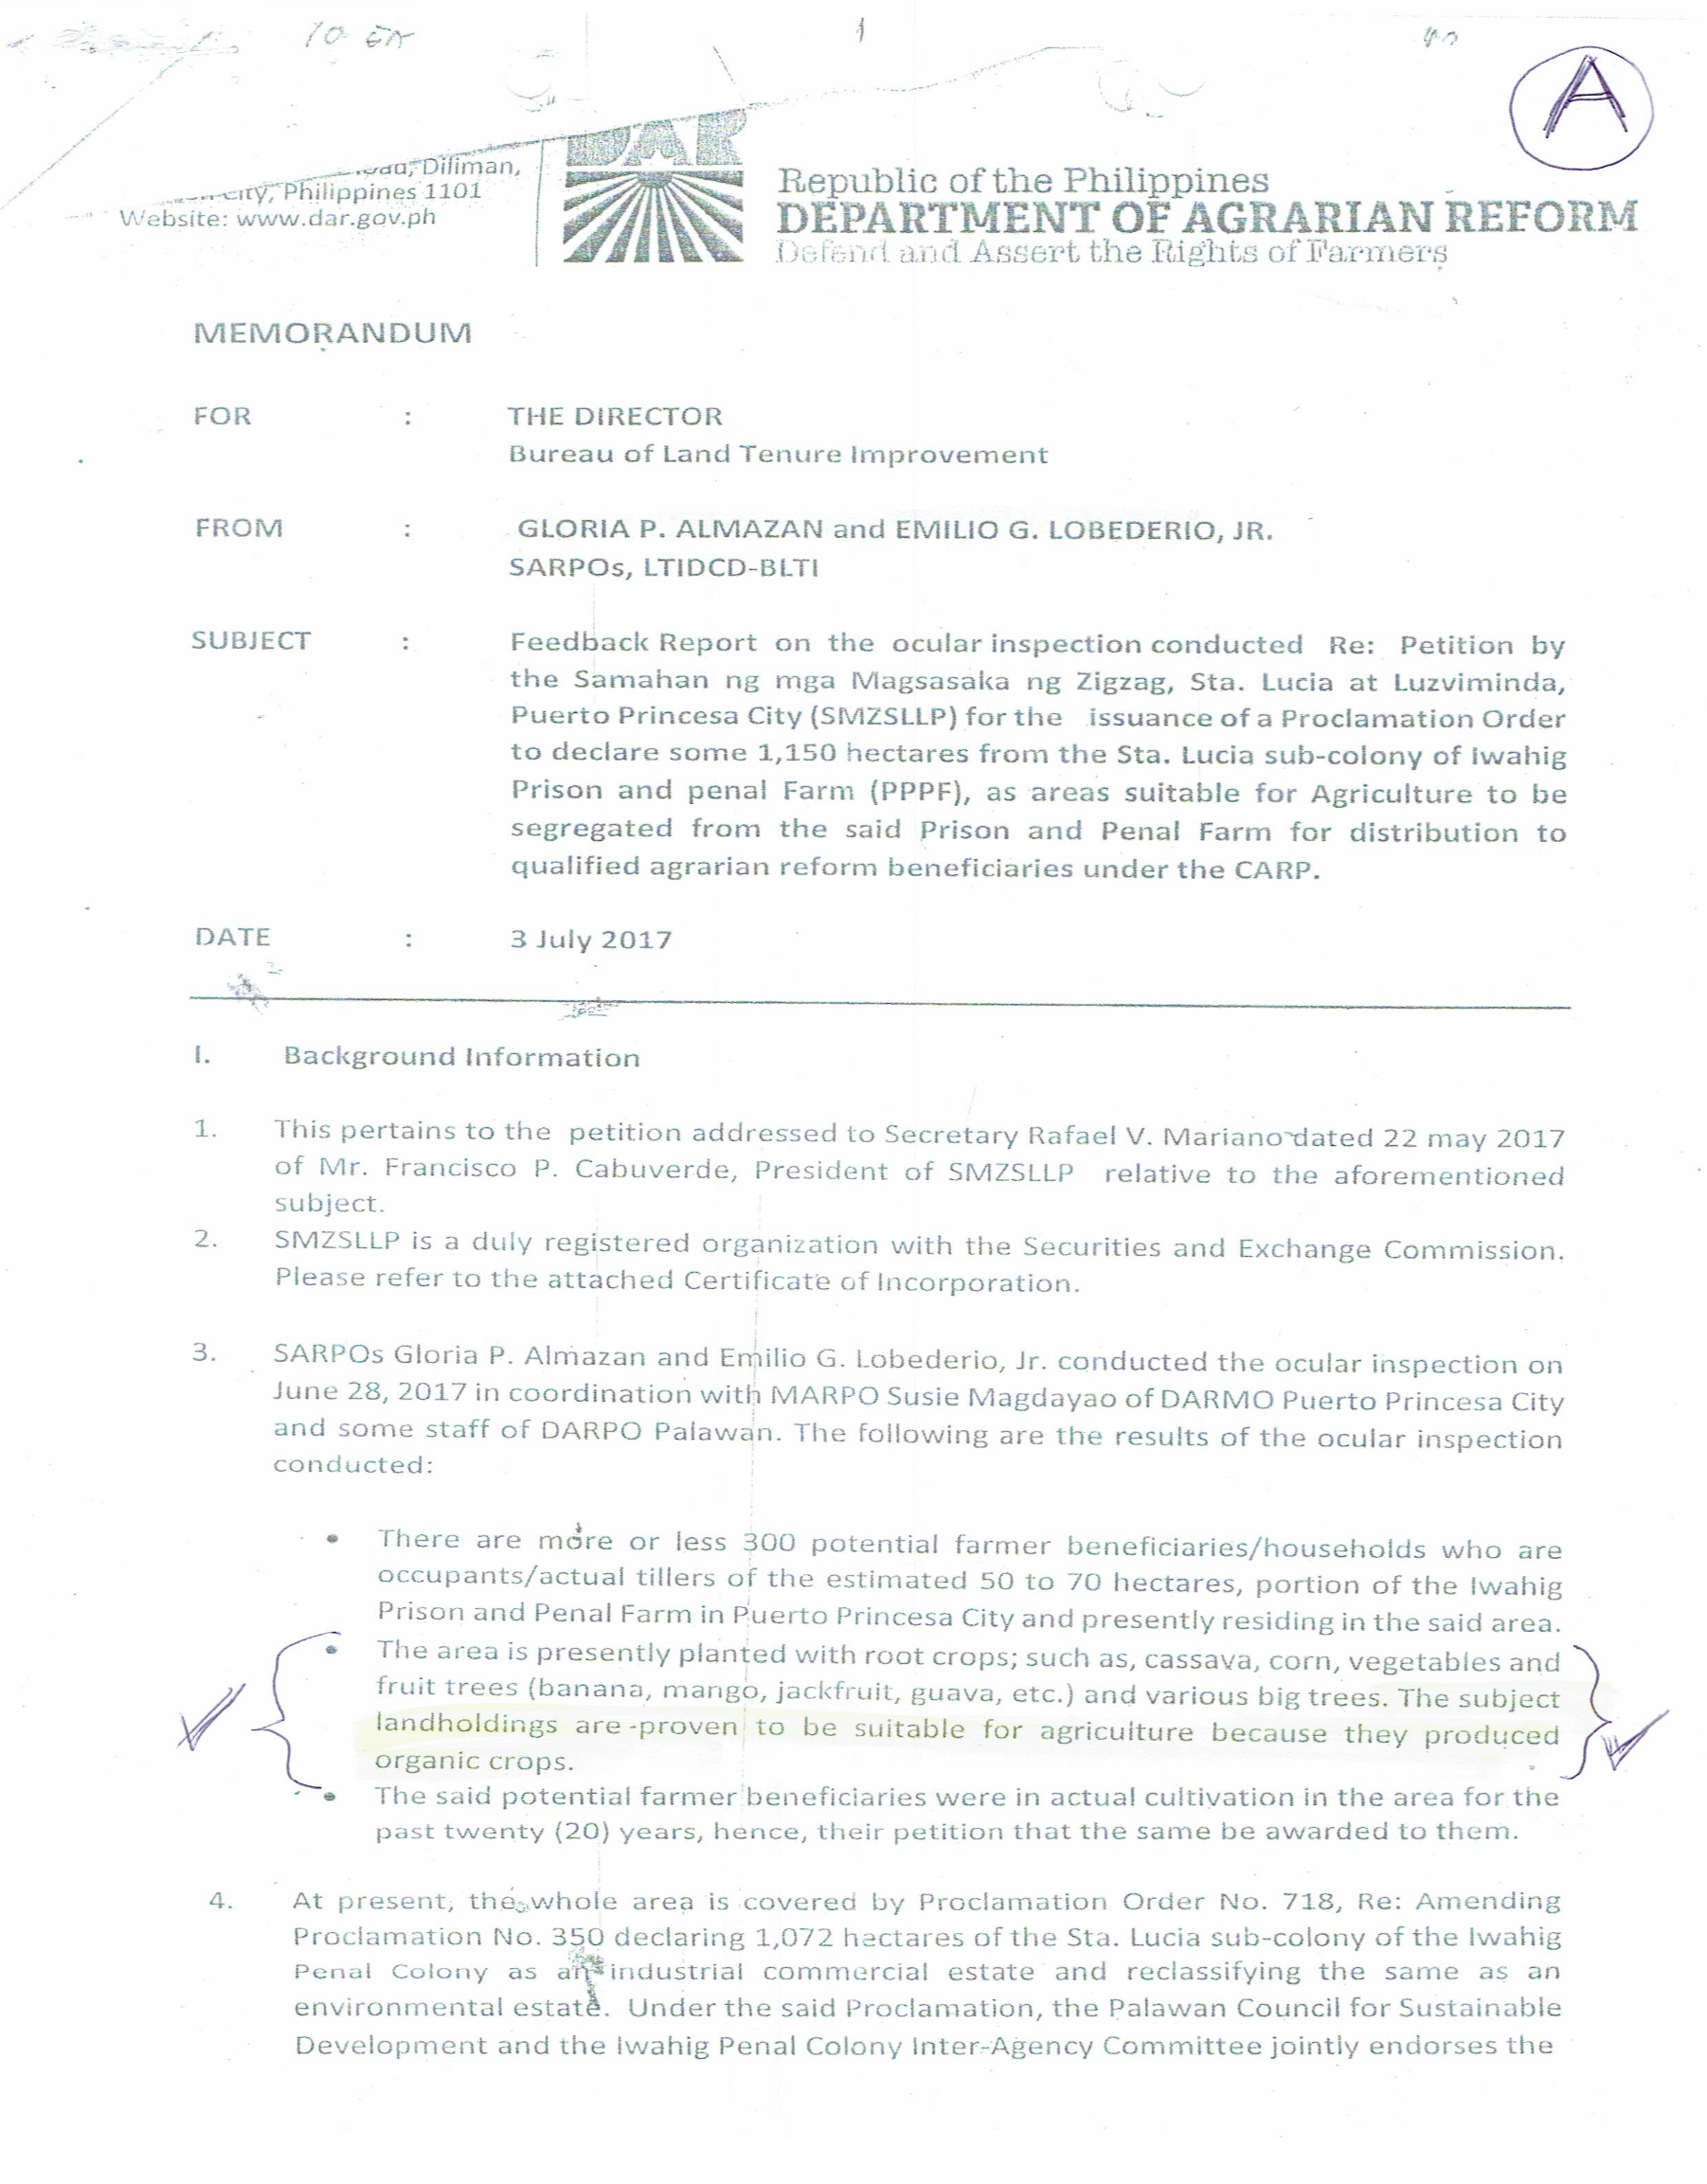 10
1
A
Diliman,
City, Philippines 1101
Website: www.dar.gov.ph
DAR
Republic of the Philippines
DEPARTMENT OF AGRARIAN REFORM
Defend and Assert the Rights of Farmers
MEMORANDUM
FOR : THE DIRECTOR
Bureau of Land Tenure Improvement
FROM : GLORIA P. ALMAZAN and EMILIO G. LOBEDERIO, JR.
SARPOs, LTIDCD-BLTI
SUBJECT : Feedback Report on the ocular inspection conducted Re: Petition by
the Samahan ng mga Magsasaka ng Zigzag, Sta. Lucia at Luzviminda,
Puerto Princesa City (SMZSLLP) for the issuance of a Proclamation Order
to declare some 1,150 hectares from the Sta. Lucia sub-colony of Iwahig
Prison and penal Farm (PPPF), as areas suitable for Agriculture to be
segregated from the said Prison and Penal Farm for distribution to
qualified agrarian reform beneficiaries under the CARP.
DATE : 3 July 2017
I. Background Information
1. This pertains to the petition addressed to Secretary Rafael V. Mariano dated 22 may 2017
of Mr. Francisco P. Cabuverde, President of SMZSLLP relative to the aforementioned
subject.
2. SMZSLLP is a duly registered organization with the Securities and Exchange Commission.
Please refer to the attached Certificate of Incorporation.
3. SARPOs Gloria P. Almazan and Emilio G. Lobederio, Jr. conducted the ocular inspection on
June 28, 2017 in coordination with MARPO Susie Magdayao of DARMO Puerto Princesa City
and some staff of DARPO Palawan. The following are the results of the ocular inspection
conducted:
• There are more or less 300 potential farmer beneficiaries/households who are
occupants/actual tillers of the estimated 50 to 70 hectares, portion of the Iwahig
Prison and Penal Farm in Puerto Princesa City and presently residing in the said area.
• The area is presently planted with root crops; such as, cassava, corn, vegetables and
fruit trees (banana, mango, jackfruit, guava, etc.) and various big trees. The subject
landholdings are -proven to be suitable for agriculture because they produced
organic crops.
• The said potential farmer beneficiaries were in actual cultivation in the area for the
past twenty (20) years, hence, their petition that the same be awarded to them.
4. At present, the whole area is covered by Proclamation Order No. 718, Re: Amending
Proclamation No. 350 declaring 1,072 hectares of the Sta. Lucia sub-colony of the Iwahig
Penal Colony as an industrial commercial estate and reclassifying the same as an
environmental estate. Under the said Proclamation, the Palawan Council for Sustainable
Development and the Iwahig Penal Colony Inter-Agency Committee jointly endorses the